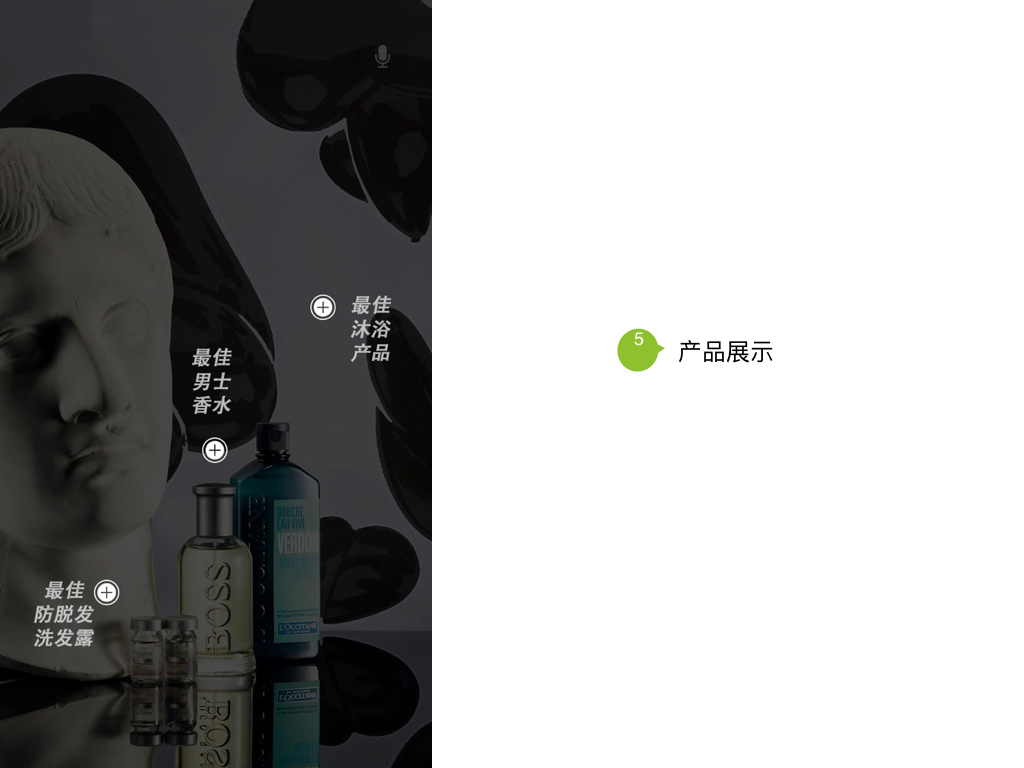 最佳
沐浴
产品
最佳
男士
香水
最佳
防脱发
洗发露
DOUCHE
EAU VIVE
VERDON
BOSS
L'OCCITANE
5
产品展示